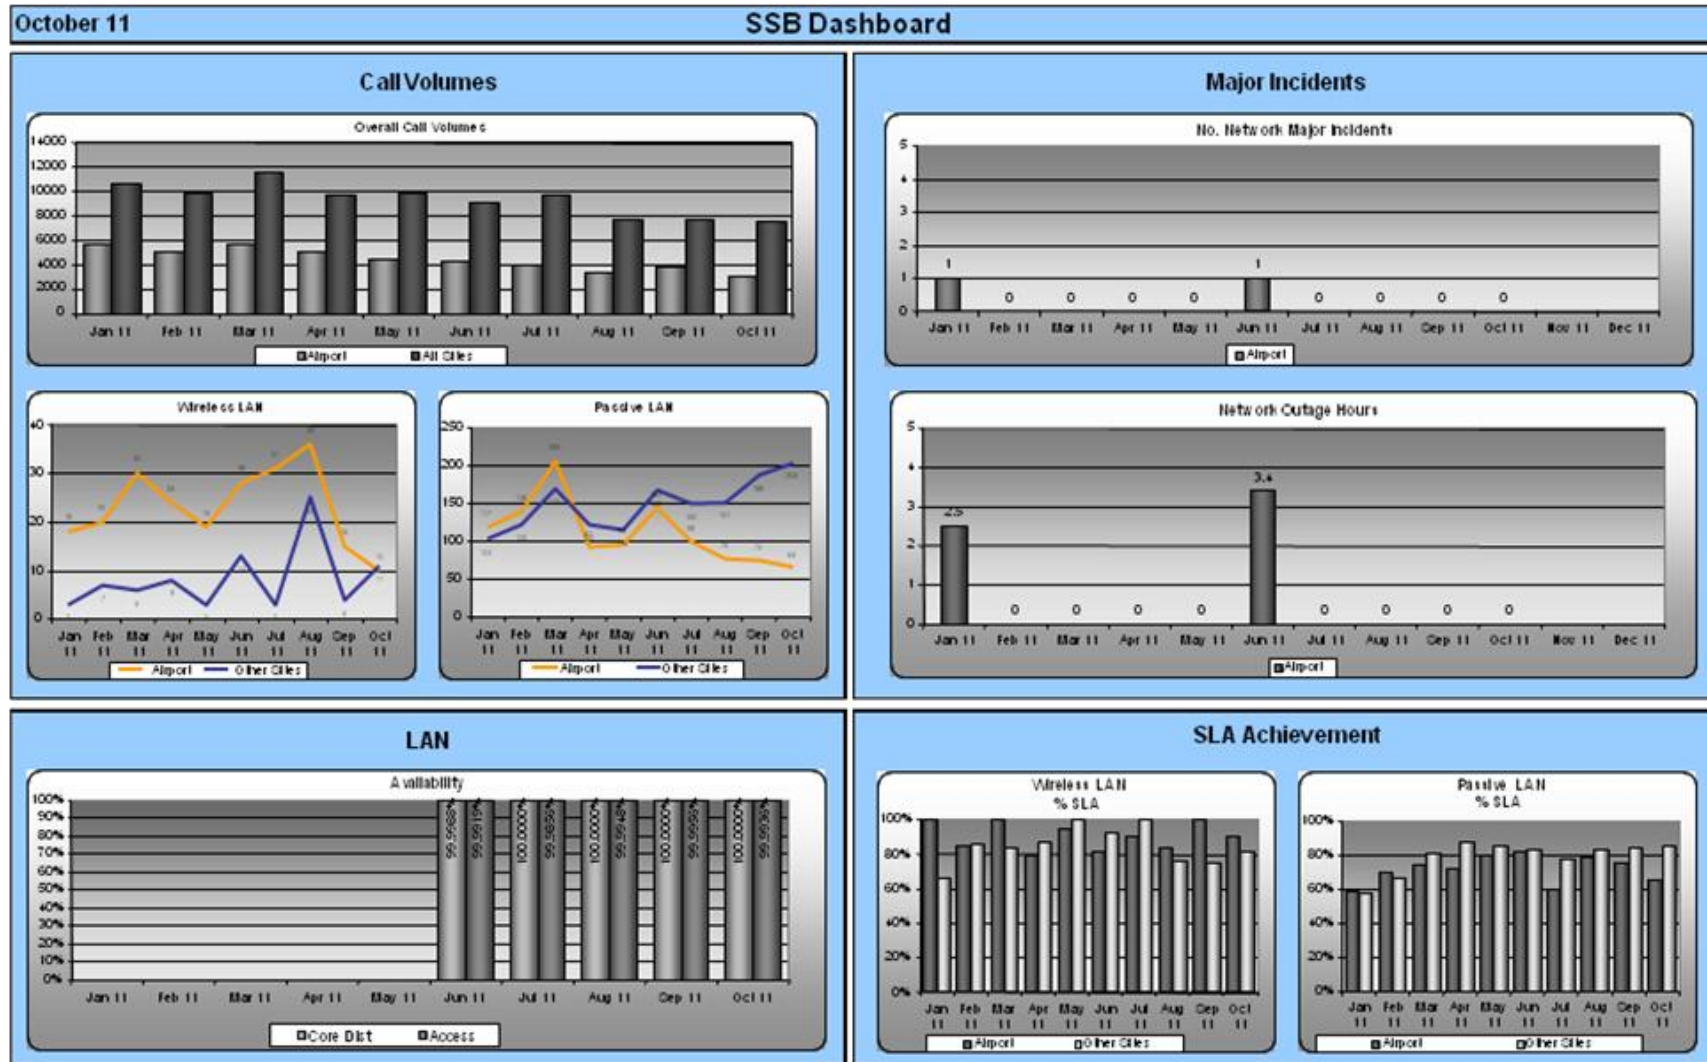 October 11
SSB Dashboard
Call Volumes
Overall Call Volumes
14000
12000
10000
8000
6000
4000
2000
0
Jan 11 Feb 11 Mar 11 Apr 11 May 11 Jun 11 Jul 11 Aug 11 Sep 11 Oct 11
Airport All Sites
Wireless LAN
40
30
20
10
0
Jan Feb Mar Apr May Jun Jul Aug Sep Oct
11 11 11 11 11 11 11 11 11 11
Airport Other Sites
Passive LAN
250
200
150
100
50
0
Jan Feb Mar Apr May Jun Jul Aug Sep Oct
11 11 11 11 11 11 11 11 11 11
Airport Other Sites
Major Incidents
No. Network Major Incidents
5
4
3
2
1
0
1 0 0 0 0 1 0 0 0 0
Jan 11 Feb 11 Mar 11 Apr 11 May 11 Jun 11 Jul 11 Aug 11 Sep 11 Oct 11 Nov 11 Dec 11
Airport
Network Outage Hours
5
4
3
2
1
0
2.5 0 0 0 0 3.4 0 0 0 0
Jan 11 Feb 11 Mar 11 Apr 11 May 11 Jun 11 Jul 11 Aug 11 Sep 11 Oct 11 Nov 11 Dec 11
Airport
LAN
Availability
100%
90%
80%
70%
60%
50%
40%
30%
20%
10%
0%
99.9988% 99.9919% 100.0000% 99.9856% 100.0000% 99.9948% 100.0000% 99.9956% 100.0000% 99.9936%
Jan 11 Feb 11 Mar 11 Apr 11 May 11 Jun 11 Jul 11 Aug 11 Sep 11 Oct 11
Core Dist Access
SLA Achievement
Wireless LAN
% SLA
100%
80%
60%
40%
20%
0%
Jan Feb Mar Apr May Jun Jul Aug Sep Oct
11 11 11 11 11 11 11 11 11 11
Airport Other Sites
Passive LAN
% SLA
100%
80%
60%
40%
20%
0%
Jan Feb Mar Apr May Jun Jul Aug Sep Oct
11 11 11 11 11 11 11 11 11 11
Airport Other Sites